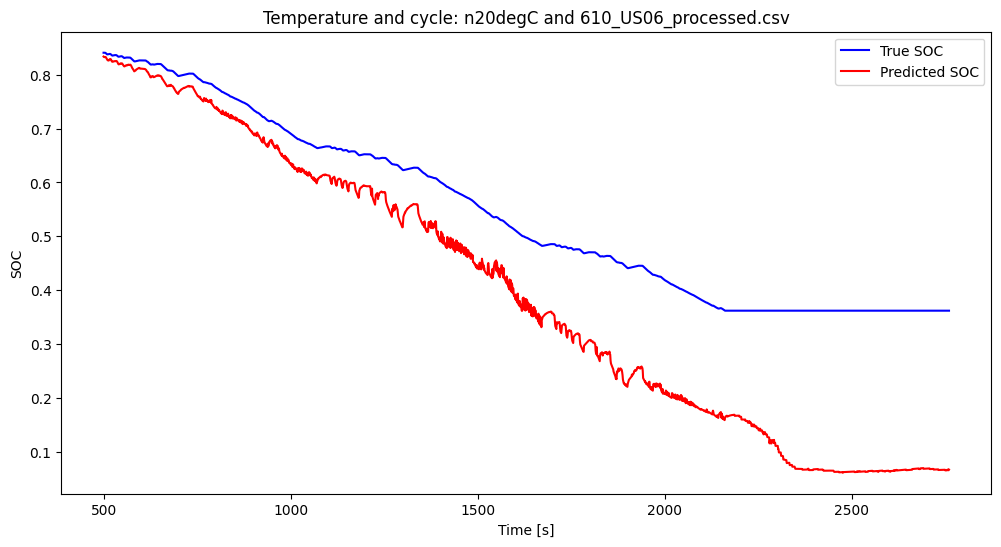 Temperature and cycle: n20degC and 610_US06_processed.csv
True SOC
Predicted SOC
SOC
0.8
0.7
0.6
0.5
0.4
0.3
0.2
0.1
500
1000
1500
2000
2500
Time [s]